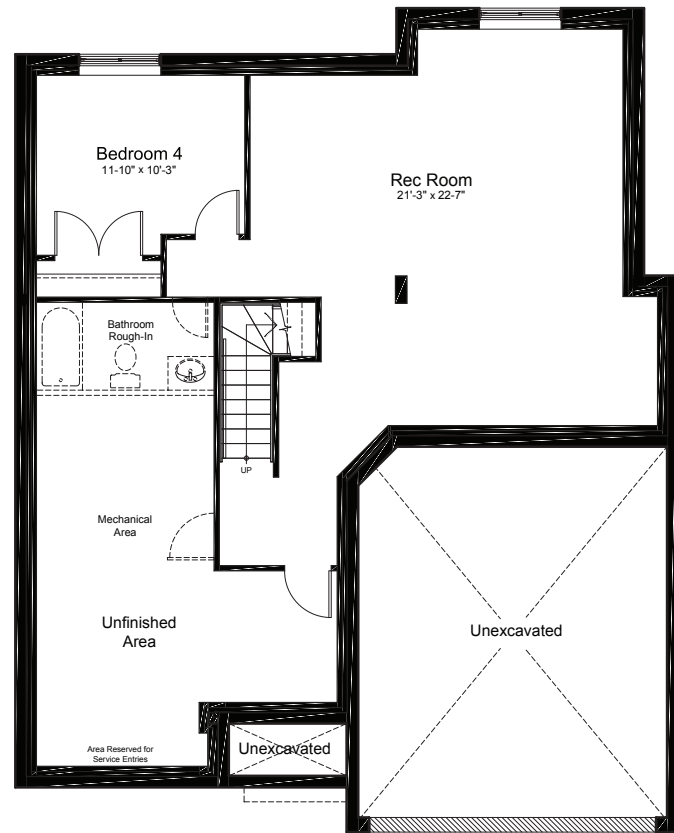 Bedroom 4
11-10" x 10'-3"
Rec Room
21'-3" x 22-7"
Bathroom
Rough-In
UP
Mechanical
Area
Unfinished
Area
Unexcavated
Area Reserved for
Service Entries
Unexcavated